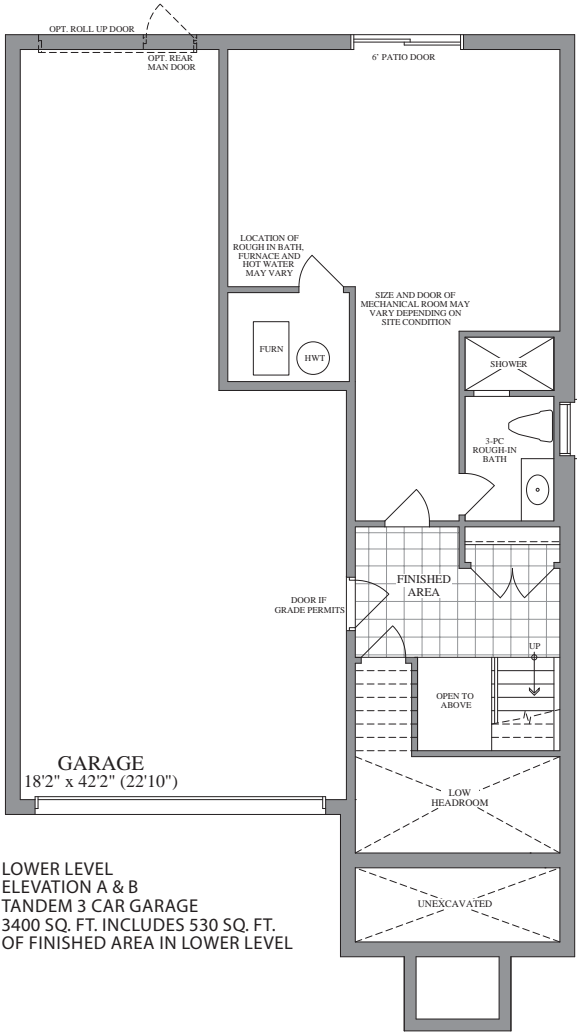 OPT. ROLL UP DOOR
OPT. REAR
MAN DOOR
6' PATIO DOOR
LOCATION OF
ROUGH IN BATH,
FURNACE AND
HOT WATER
MAY VARY
SIZE AND DOOR OF
MECHANICAL ROOM MAY
VARY DEPENDING ON
SITE CONDITION
FURN
HWT
SHOWER
3-PC
ROUGH-IN
BATH
FINISHED
AREA
DOOR IF
GRADE PERMITS
UP
OPEN TO
ABOVE
GARAGE
18'2" x 42'2" (22'10")
LOW
HEADROOM
UNEXCAVATED
LOWER LEVEL
ELEVATION A & B
TANDEM 3 CAR GARAGE
3400 SQ. FT. INCLUDES 530 SQ. FT.
OF FINISHED AREA IN LOWER LEVEL